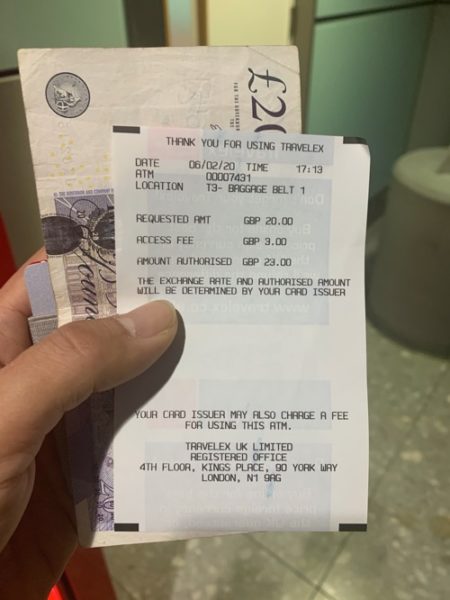 £20
THANK YOU FOR USING TRAVELEX
DATE 06/02/20 TIME 17:13
ATM 00007431
LOCATION T3- BAGGAGE BELT 1
REQUESTED AMT GBP 20.00
ACCESS FEE GBP 3.00
AMOUNT AUTHORISED GBP 23.00
THE EXCHANGE RATE AND AUTHORISED AMOUNT
WILL BE DETERMINED BY YOUR CARD ISSUER
YOUR CARD ISSUER MAY ALSO CHARGE A FEE
FOR USING THIS ATM.
TRAVELEX UK LIMITED
REGISTERED OFFICE
4TH FLOOR, KINGS PLACE, 90 YORK WAY
LONDON, N1 9AG